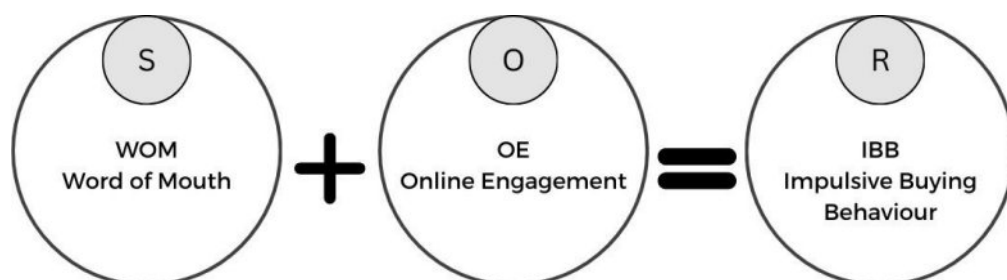 S
WOM
Word of Mouth
+
O
OE
Online Engagement
=
R
IBB
Impulsive Buying
Behaviour